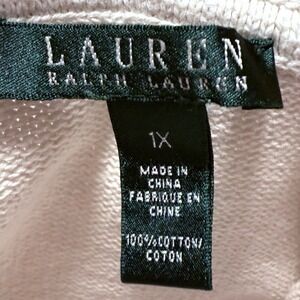 LAUREN
RALPH LAUREN
1X
MADE IN
CHINA
FABRIQUE EN
CHINE
100%COTTON/
COTON